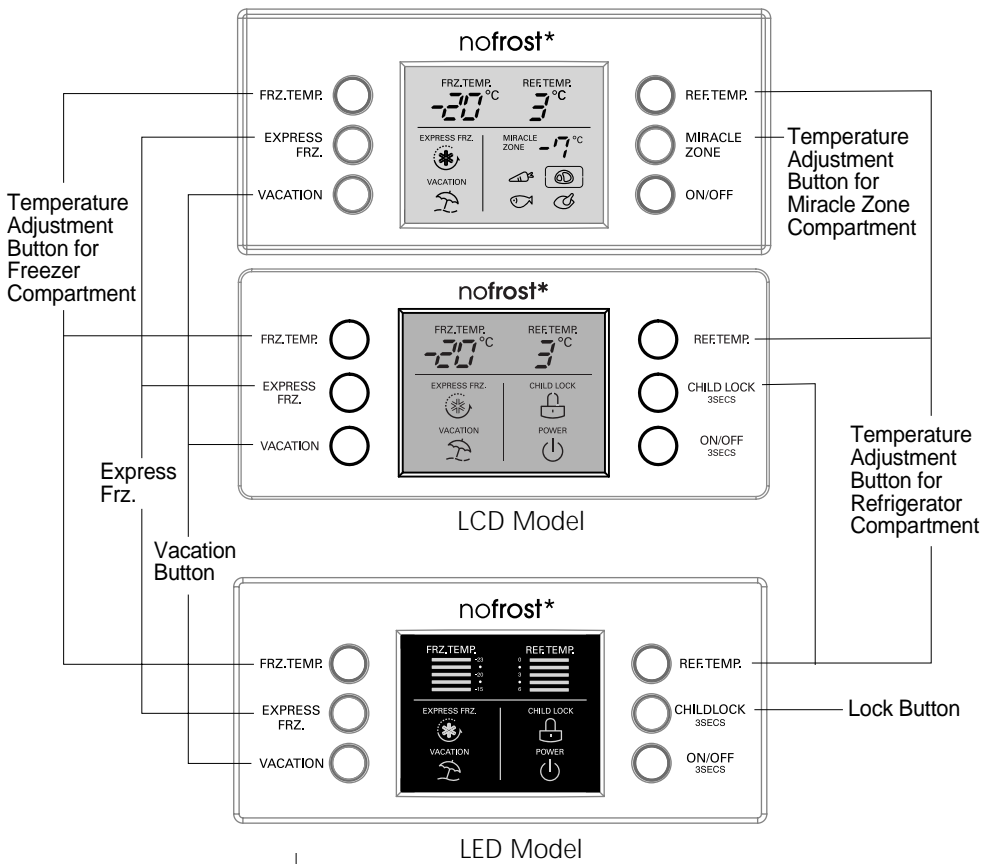 nofrost*
FRZ.TEMP.
EXPRESS
FRZ.
VACATION
FRZ.TEMP.
-20°C
REF.TEMP.
3°C
EXPRESS FRZ.
MIRACLE
ZONE
-7°C
VACATION
REF.TEMP.
MIRACLE
ZONE
ON/OFF
Temperature
Adjustment
Button for
Freezer
Compartment
Temperature
Adjustment
Button for
Miracle Zone
Compartment
nofrost*
FRZ.TEMP.
EXPRESS
FRZ.
VACATION
FRZ.TEMP.
-20°C
REF.TEMP.
3°C
EXPRESS FRZ.
CHILD LOCK
VACATION
POWER
REF.TEMP.
CHILD LOCK
3SECS
ON/OFF
3SECS
LCD Model
Express
Frz.
Vacation
Button
Temperature
Adjustment
Button for
Refrigerator
Compartment
nofrost*
FRZ.TEMP.
EXPRESS
FRZ.
VACATION
FRZ.TEMP.
-23
-20
-15
REF.TEMP.
0
3
6
EXPRESS FRZ.
CHILD LOCK
VACATION
POWER
REF.TEMP.
CHILDLOCK
3SECS
ON/OFF
3SECS
Lock Button
LED Model